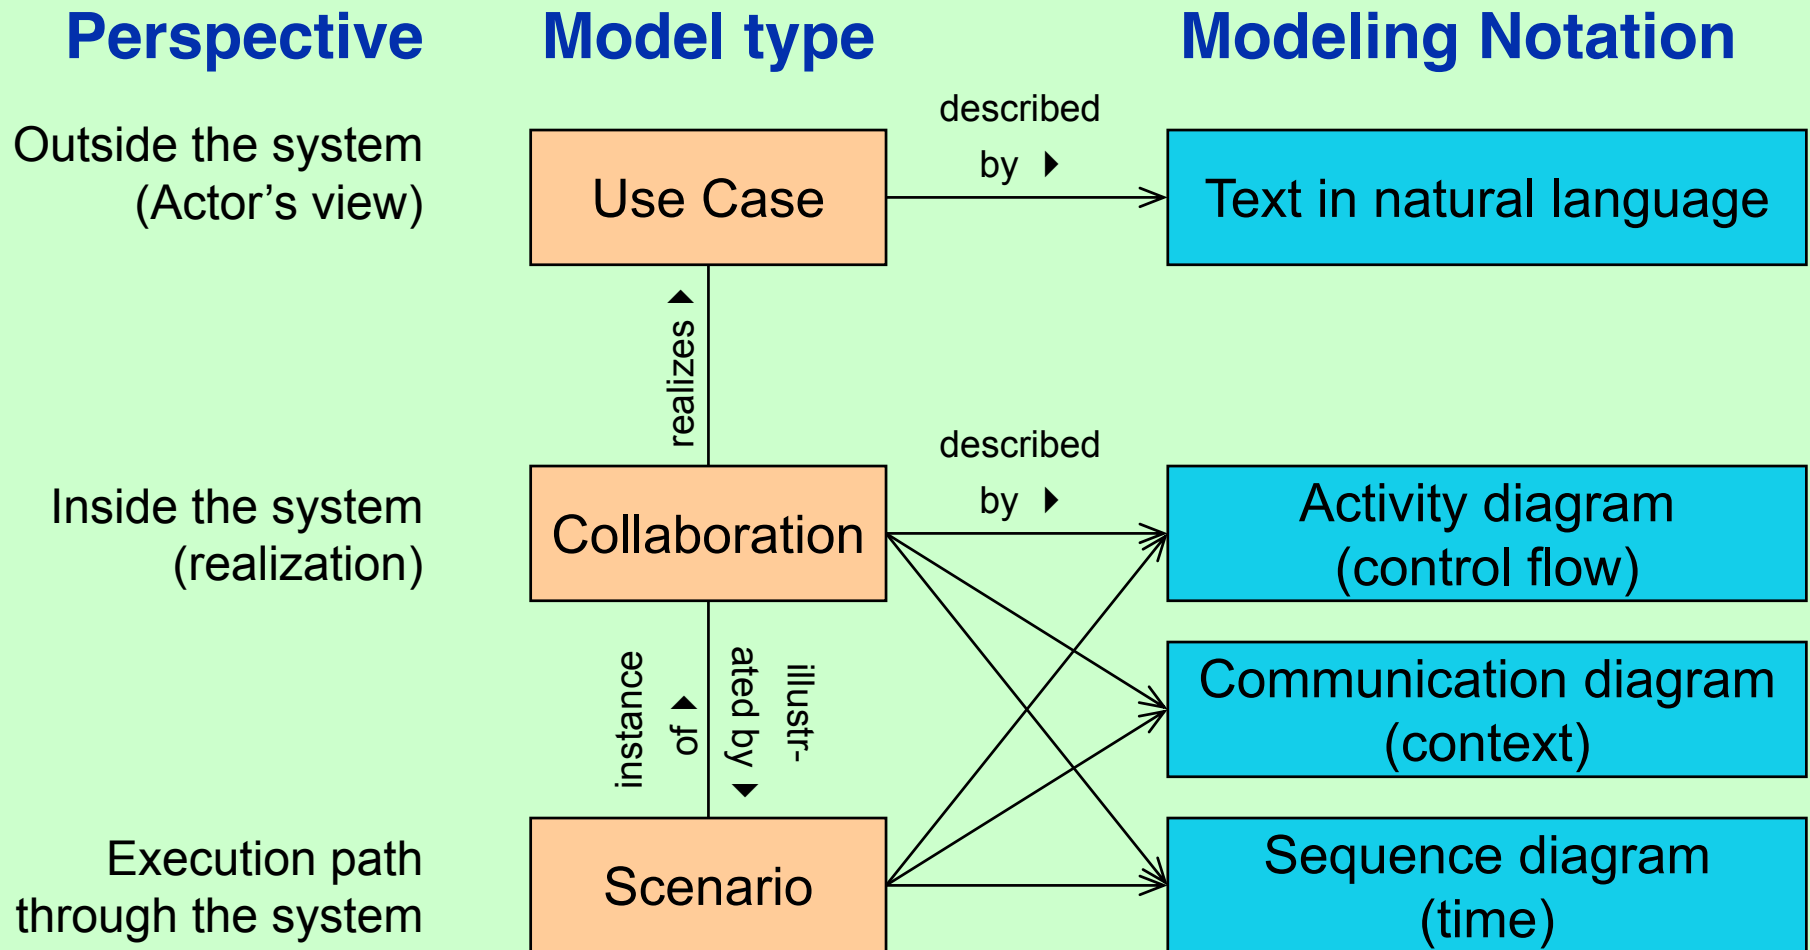 Perspective
Model type
Modeling Notation
Outside the system
(Actor’s view)
Use Case
described
by
Text in natural language
realizes
Inside the system
(realization)
Collaboration
described
by
Activity diagram
(control flow)
Communication diagram
(context)
instance
of
illustr-
ated by
Execution path
through the system
Scenario
Sequence diagram
(time)